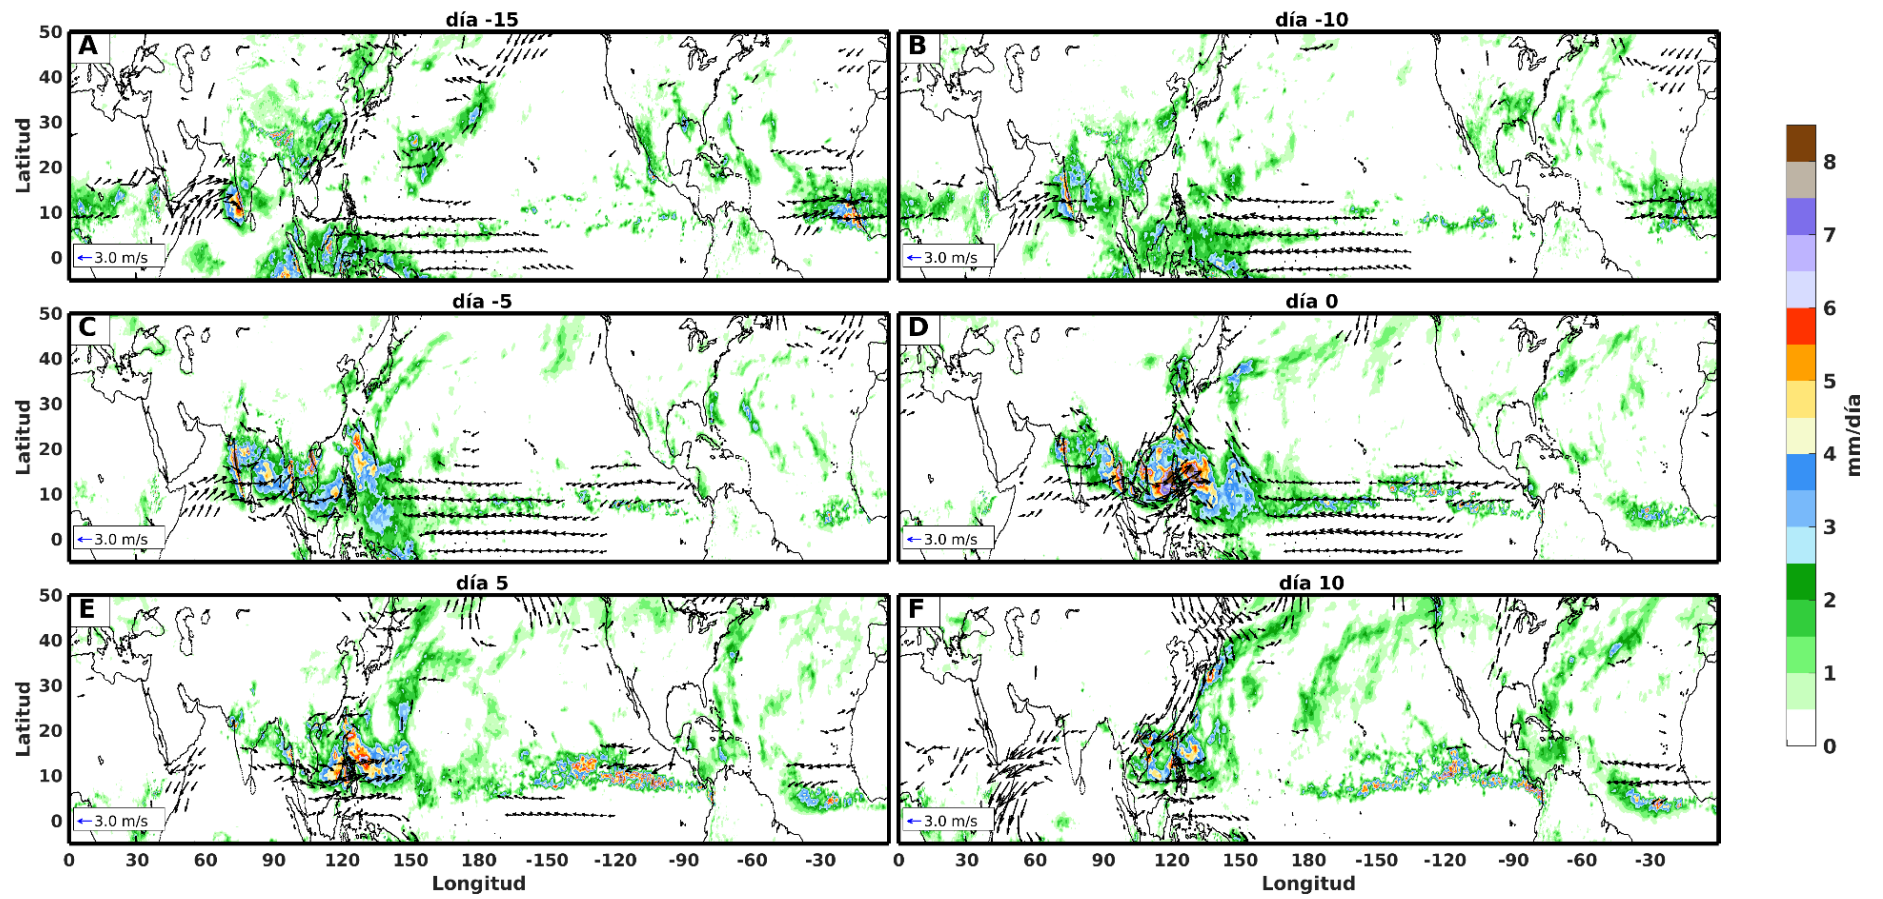 día -15
día -10
A
B
50
40
30
20
10
0
Latitud
3.0 m/s
3.0 m/s
día -5
día 0
C
D
50
40
30
20
10
0
Latitud
3.0 m/s
3.0 m/s
día 5
día 10
E
F
50
40
30
20
10
0
Latitud
3.0 m/s
3.0 m/s
0 30 60 90 120 150 180 -150 -120 -90 -60 -30
0 30 60 90 120 150 180 -150 -120 -90 -60 -30
Longitud
Longitud
8
7
6
5
4
3
2
1
0
mm/día